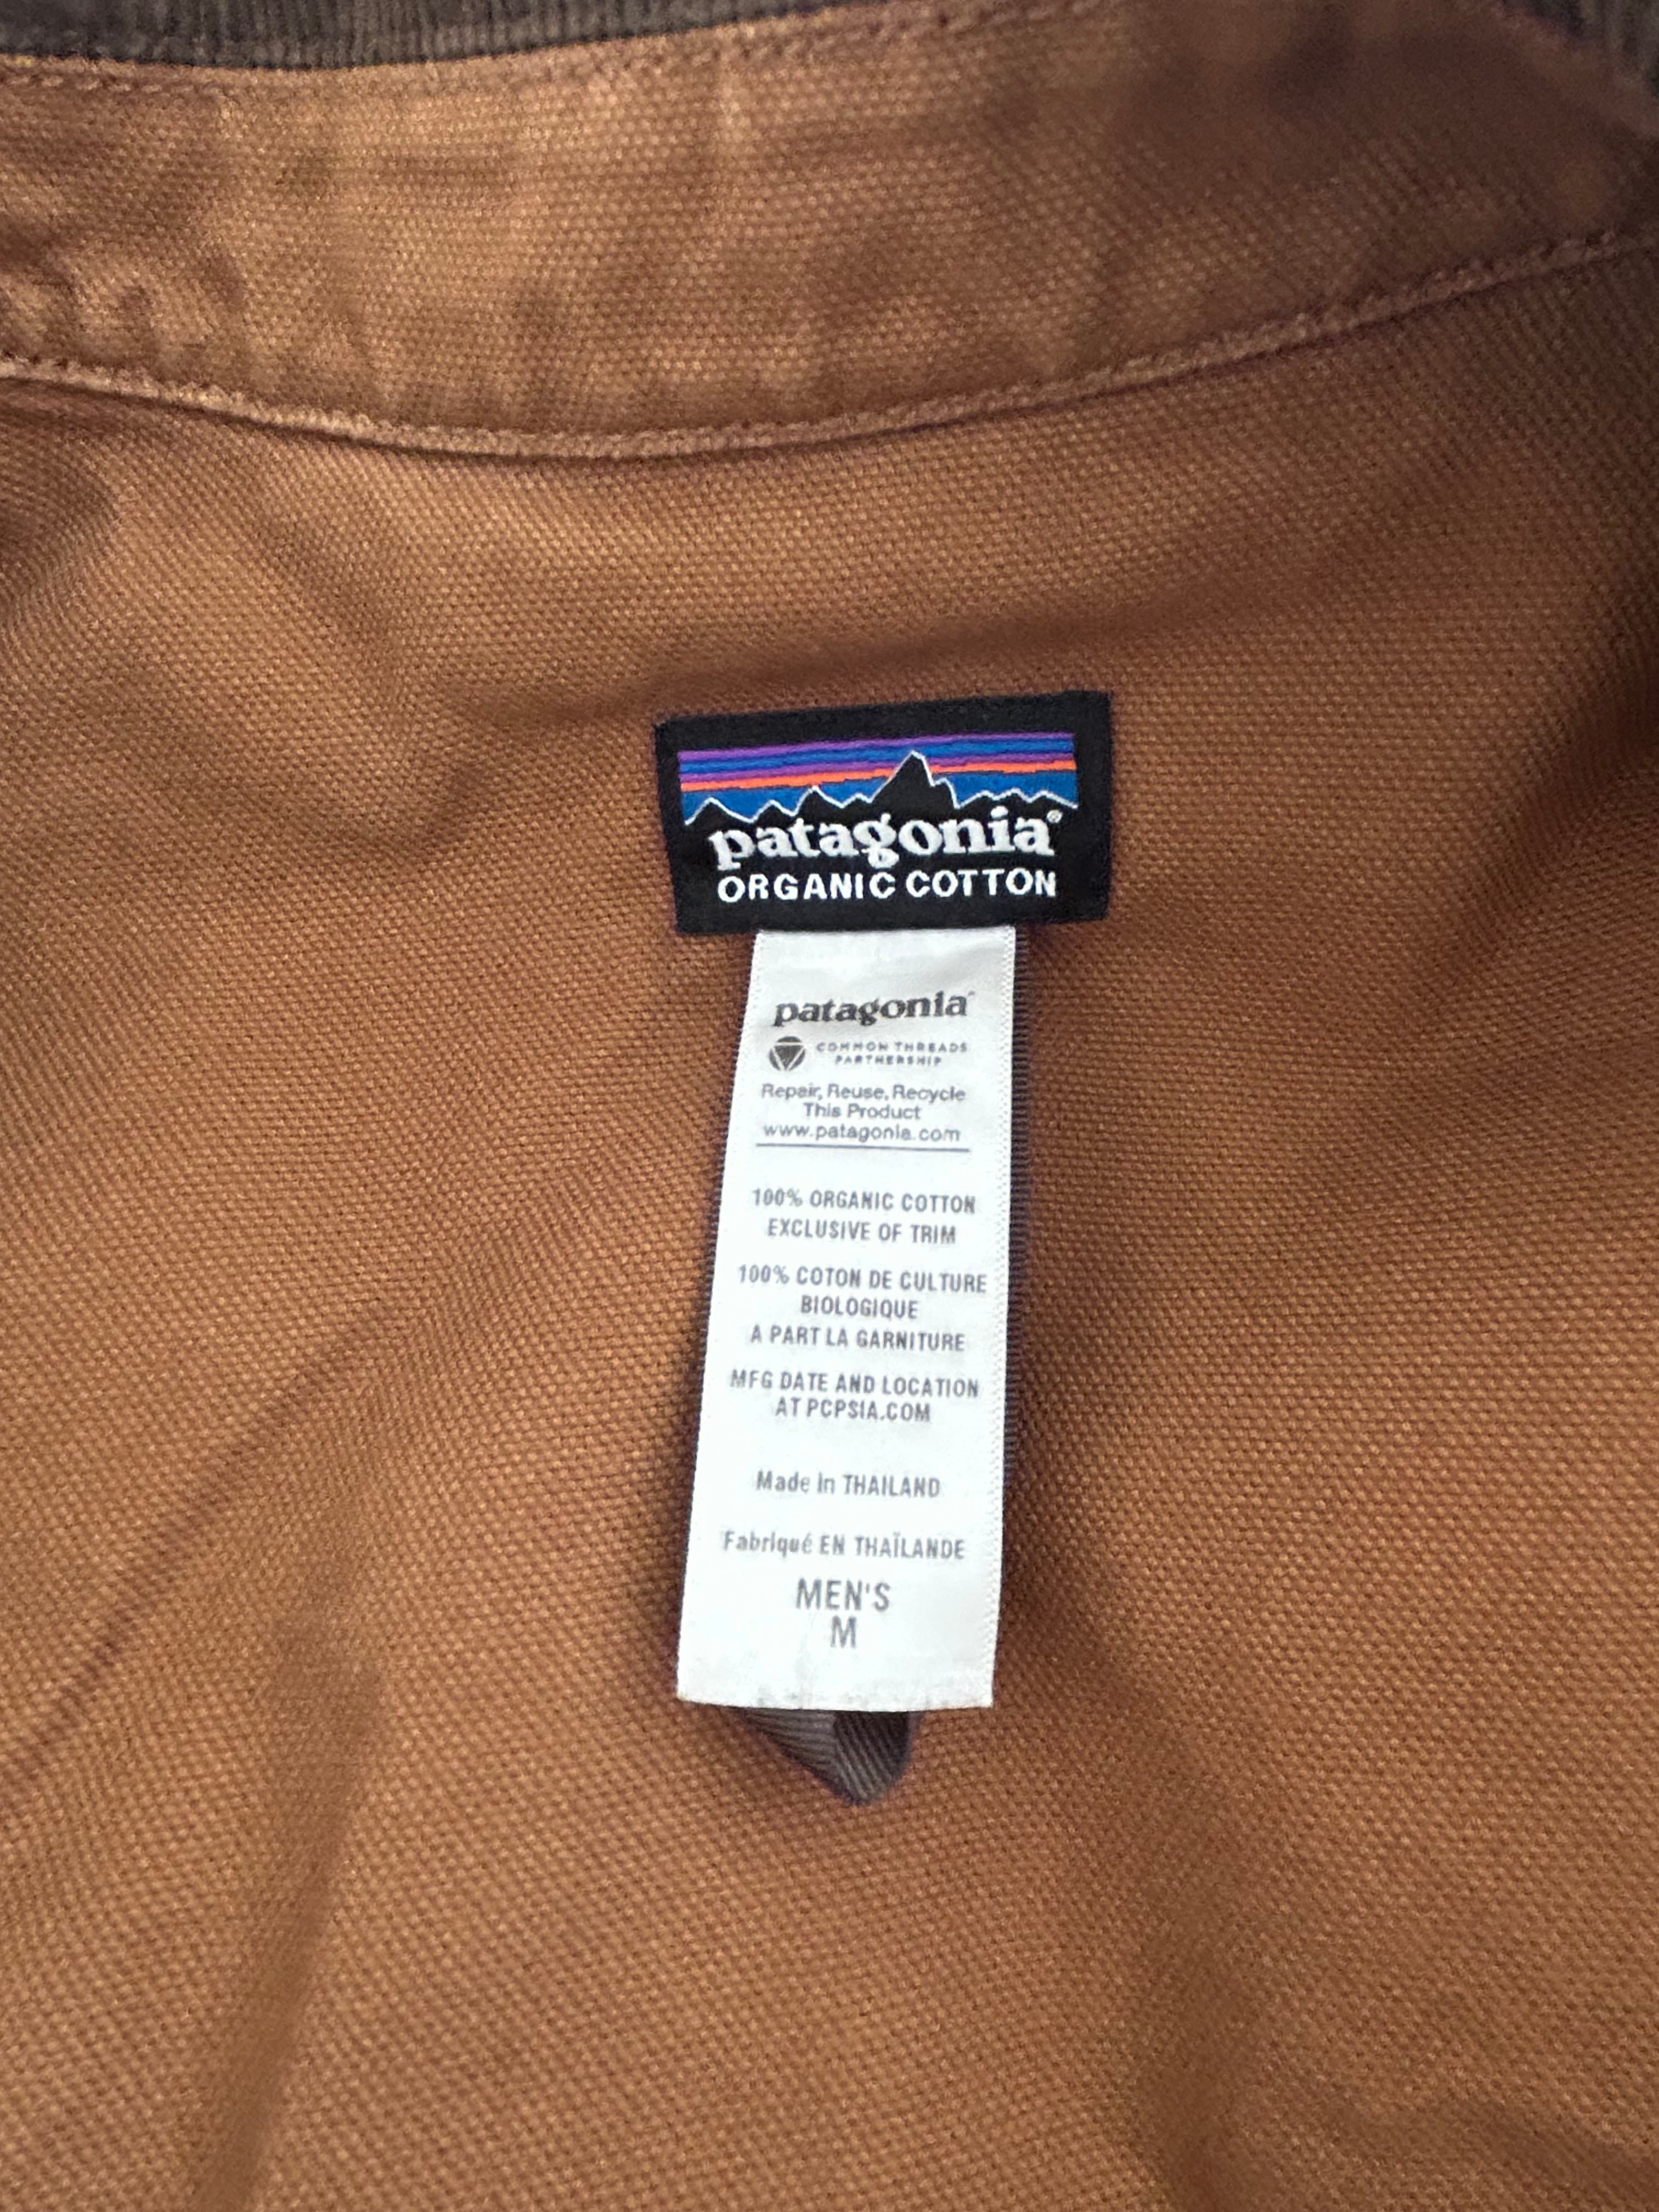 patagonia®
ORGANIC COTTON
patagonia
COMMON THREADS
PARTNERSHIP
Repair, Reuse, Recycle
This Product
www.patagonia.com
100% ORGANIC COTTON
EXCLUSIVE OF TRIM
100% COTON DE CULTURE
BIOLOGIQUE
A PART LA GARNITURE
MFG DATE AND LOCATION
AT PCPSIA.COM
Made in THAILAND
Fabriqué EN THAÏLANDE
MEN'S
M